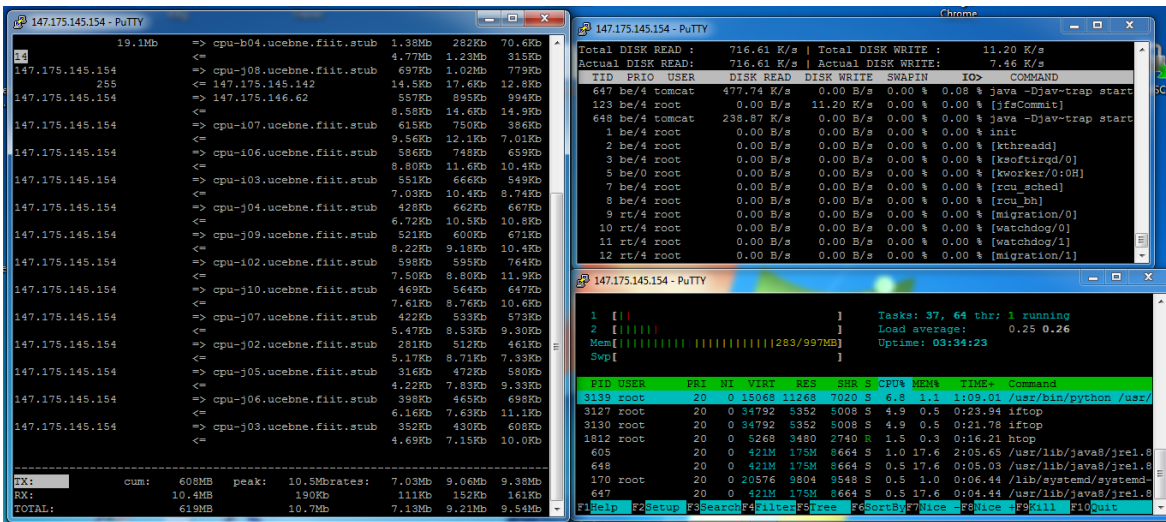 Chrome
147.175.145.154 - PuTTY
19.1Mb => cpu-b04.ucebne.fiit.stub 1.38Mb 282Kb 70.6Kb
14 <= 4.77Mb 1.23Mb 315Kb
147.175.145.154 => cpu-j08.ucebne.fiit.stub 697Kb 1.02Mb 779Kb
255 <= 147.175.145.142 14.5Kb 17.6Kb 12.8Kb
147.175.145.154 => 147.175.146.62 557Kb 895Kb 994Kb
<= 8.58Kb 14.6Kb 14.9Kb
147.175.145.154 => cpu-i07.ucebne.fiit.stub 615Kb 750Kb 386Kb
<= 9.56Kb 12.1Kb 7.01Kb
147.175.145.154 => cpu-i06.ucebne.fiit.stub 586Kb 748Kb 659Kb
<= 8.80Kb 11.6Kb 10.4Kb
147.175.145.154 => cpu-i03.ucebne.fiit.stub 551Kb 666Kb 549Kb
<= 7.03Kb 10.4Kb 8.74Kb
147.175.145.154 => cpu-j04.ucebne.fiit.stub 428Kb 662Kb 667Kb
<= 6.72Kb 10.5Kb 10.8Kb
147.175.145.154 => cpu-j09.ucebne.fiit.stub 521Kb 600Kb 671Kb
<= 8.22Kb 9.18Kb 10.4Kb
147.175.145.154 => cpu-i02.ucebne.fiit.stub 598Kb 595Kb 764Kb
<= 7.50Kb 8.80Kb 11.9Kb
147.175.145.154 => cpu-j10.ucebne.fiit.stub 469Kb 564Kb 647Kb
<= 7.61Kb 8.76Kb 10.6Kb
147.175.145.154 => cpu-j07.ucebne.fiit.stub 422Kb 533Kb 573Kb
<= 5.47Kb 8.53Kb 9.30Kb
147.175.145.154 => cpu-j02.ucebne.fiit.stub 281Kb 512Kb 461Kb
<= 5.17Kb 8.71Kb 7.33Kb
147.175.145.154 => cpu-j05.ucebne.fiit.stub 316Kb 472Kb 580Kb
<= 4.22Kb 7.83Kb 9.33Kb
147.175.145.154 => cpu-j06.ucebne.fiit.stub 398Kb 465Kb 698Kb
<= 6.16Kb 7.63Kb 11.1Kb
147.175.145.154 => cpu-j03.ucebne.fiit.stub 352Kb 430Kb 608Kb
<= 4.69Kb 7.15Kb 10.0Kb
TX: cum: 608MB peak: 10.5Mbrates: 7.03Mb 9.06Mb 9.38Mb
RX: 10.4MB 190Kb 111Kb 152Kb 161Kb
TOTAL: 619MB 10.7Mb 7.13Mb 9.21Mb 9.54Mb
147.175.145.154 - PuTTY
Total DISK READ : 716.61 K/s | Total DISK WRITE : 11.20 K/s
Actual DISK READ: 716.61 K/s | Actual DISK WRITE: 7.46 K/s
TID PRIO USER DISK READ DISK WRITE SWAPIN IO> COMMAND
647 be/4 tomcat 477.74 K/s 0.00 B/s 0.00 % 0.08 % java -Djav~trap start
123 be/4 root 0.00 B/s 11.20 K/s 0.00 % 0.00 % [jfsCommit]
648 be/4 tomcat 238.87 K/s 0.00 B/s 0.00 % 0.00 % java -Djav~trap start
1 be/4 root 0.00 B/s 0.00 B/s 0.00 % 0.00 % init
2 be/4 root 0.00 B/s 0.00 B/s 0.00 % 0.00 % [kthreadd]
3 be/4 root 0.00 B/s 0.00 B/s 0.00 % 0.00 % [ksoftirqd/0]
5 be/0 root 0.00 B/s 0.00 B/s 0.00 % 0.00 % [kworker/0:0H]
7 be/4 root 0.00 B/s 0.00 B/s 0.00 % 0.00 % [rcu_sched]
8 be/4 root 0.00 B/s 0.00 B/s 0.00 % 0.00 % [rcu_bh]
9 rt/4 root 0.00 B/s 0.00 B/s 0.00 % 0.00 % [migration/0]
10 rt/4 root 0.00 B/s 0.00 B/s 0.00 % 0.00 % [watchdog/0]
11 rt/4 root 0.00 B/s 0.00 B/s 0.00 % 0.00 % [watchdog/1]
12 rt/4 root 0.00 B/s 0.00 B/s 0.00 % 0.00 % [migration/1]
147.175.145.154 - PuTTY
1 [|| ] Tasks: 37, 64 thr; 1 running
2 [|||||| ] Load average: 0.25 0.26
Mem[||||||||||||||||||||||||283/997MB] Uptime: 03:34:23
Swp[ ]
PID USER PRI NI VIRT RES SHR S CPU% MEM% TIME+ Command
3139 root 20 0 15068 11268 7020 S 6.8 1.1 1:09.01 /usr/bin/python /usr/
3127 root 20 0 34792 5352 5008 S 4.9 0.5 0:23.94 iftop
3130 root 20 0 34792 5352 5008 S 4.9 0.5 0:21.78 iftop
1812 root 20 0 5268 3480 2740 R 1.5 0.3 0:16.21 htop
605 20 0 421M 175M 8664 S 1.0 17.6 2:05.65 /usr/lib/java8/jre1.8
648 20 0 421M 175M 8664 S 0.5 17.6 0:05.03 /usr/lib/java8/jre1.8
170 root 20 0 20576 9804 9548 S 0.5 1.0 0:06.44 /lib/systemd/systemd-
647 20 0 421M 175M 8664 S 0.5 17.6 0:04.44 /usr/lib/java8/jre1.8
F1Help F2Setup F3SearchF4FilterF5Tree F6SortByF7Nice -F8Nice +F9Kill F10Quit